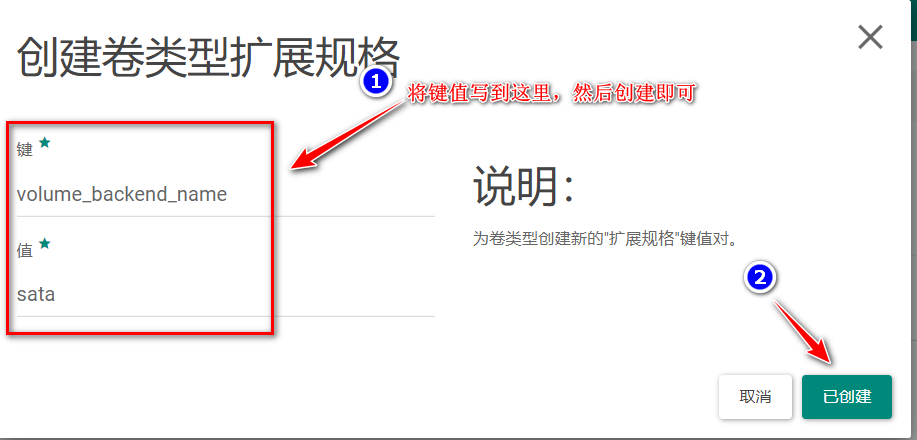 创建卷类型扩展规格
1
将键值写到这里，然后创建即可
键
volume_backend_name
值
sata
说明：
为卷类型创建新的"扩展规格"键值对。
2
取消
已创建